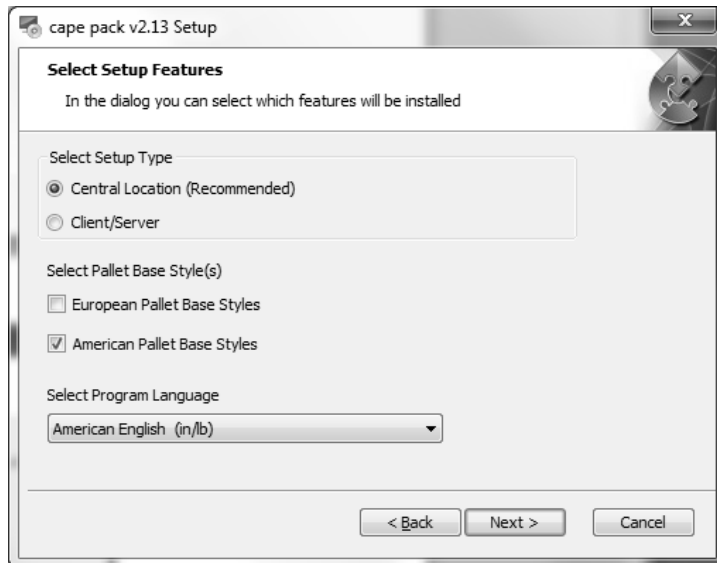 cape pack v2.13 Setup
Select Setup Features
In the dialog you can select which features will be installed
Select Setup Type
Central Location (Recommended)
Client/Server
Select Pallet Base Style(s)
European Pallet Base Styles
American Pallet Base Styles
Select Program Language
American English (in/lb)
< Back Next > Cancel